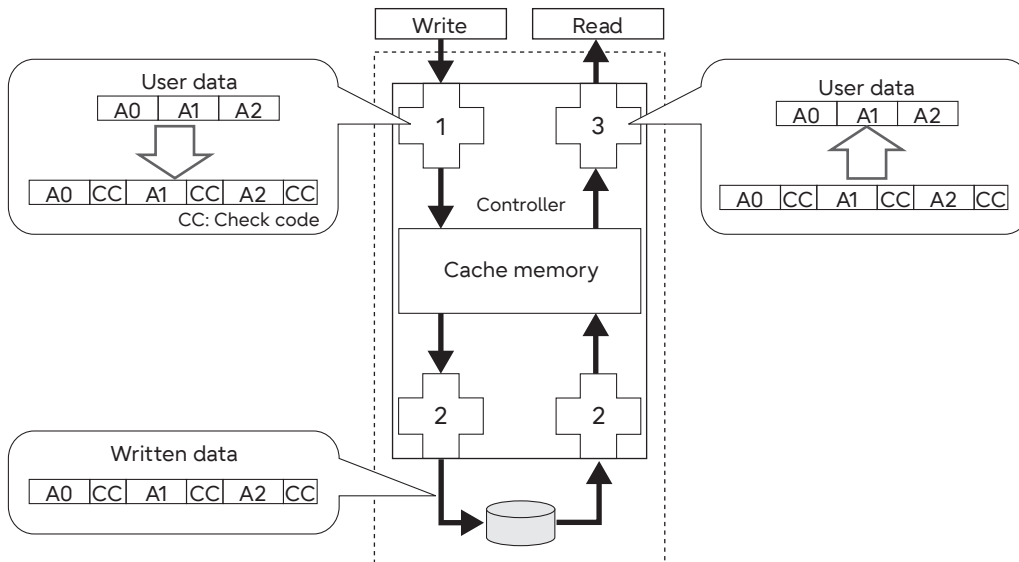 Write
Read
User data
A0 A1 A2
A0 CC A1 CC A2 CC
CC: Check code
1
3
User data
A0 A1 A2
A0 CC A1 CC A2 CC
Controller
Cache memory
2
2
Written data
A0 CC A1 CC A2 CC